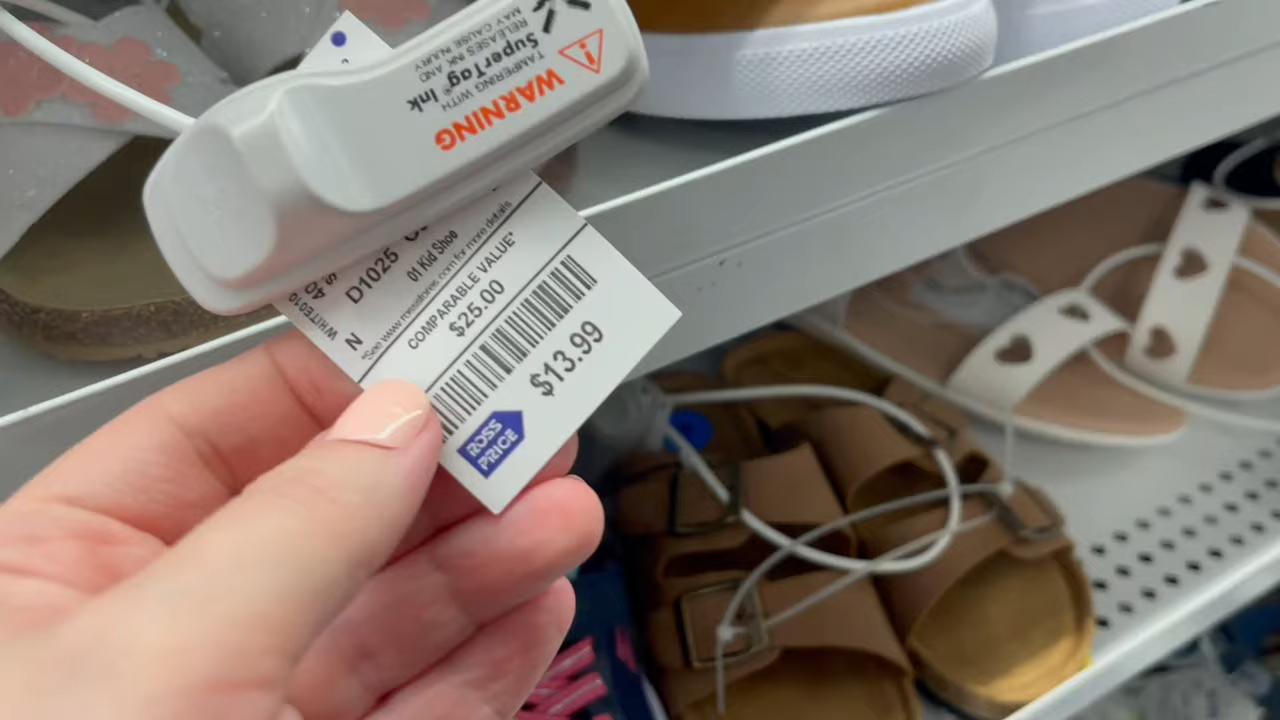 WARNING
TAMPERING WITH
SuperTag® Ink
RELEASES INK AND
MAY CAUSE INJURY
D1025
01 Kid Shoe
N
*See www.rossstores.com for more details
COMPARABLE VALUE*
$25.00
$13.99
ROSS
PRICE